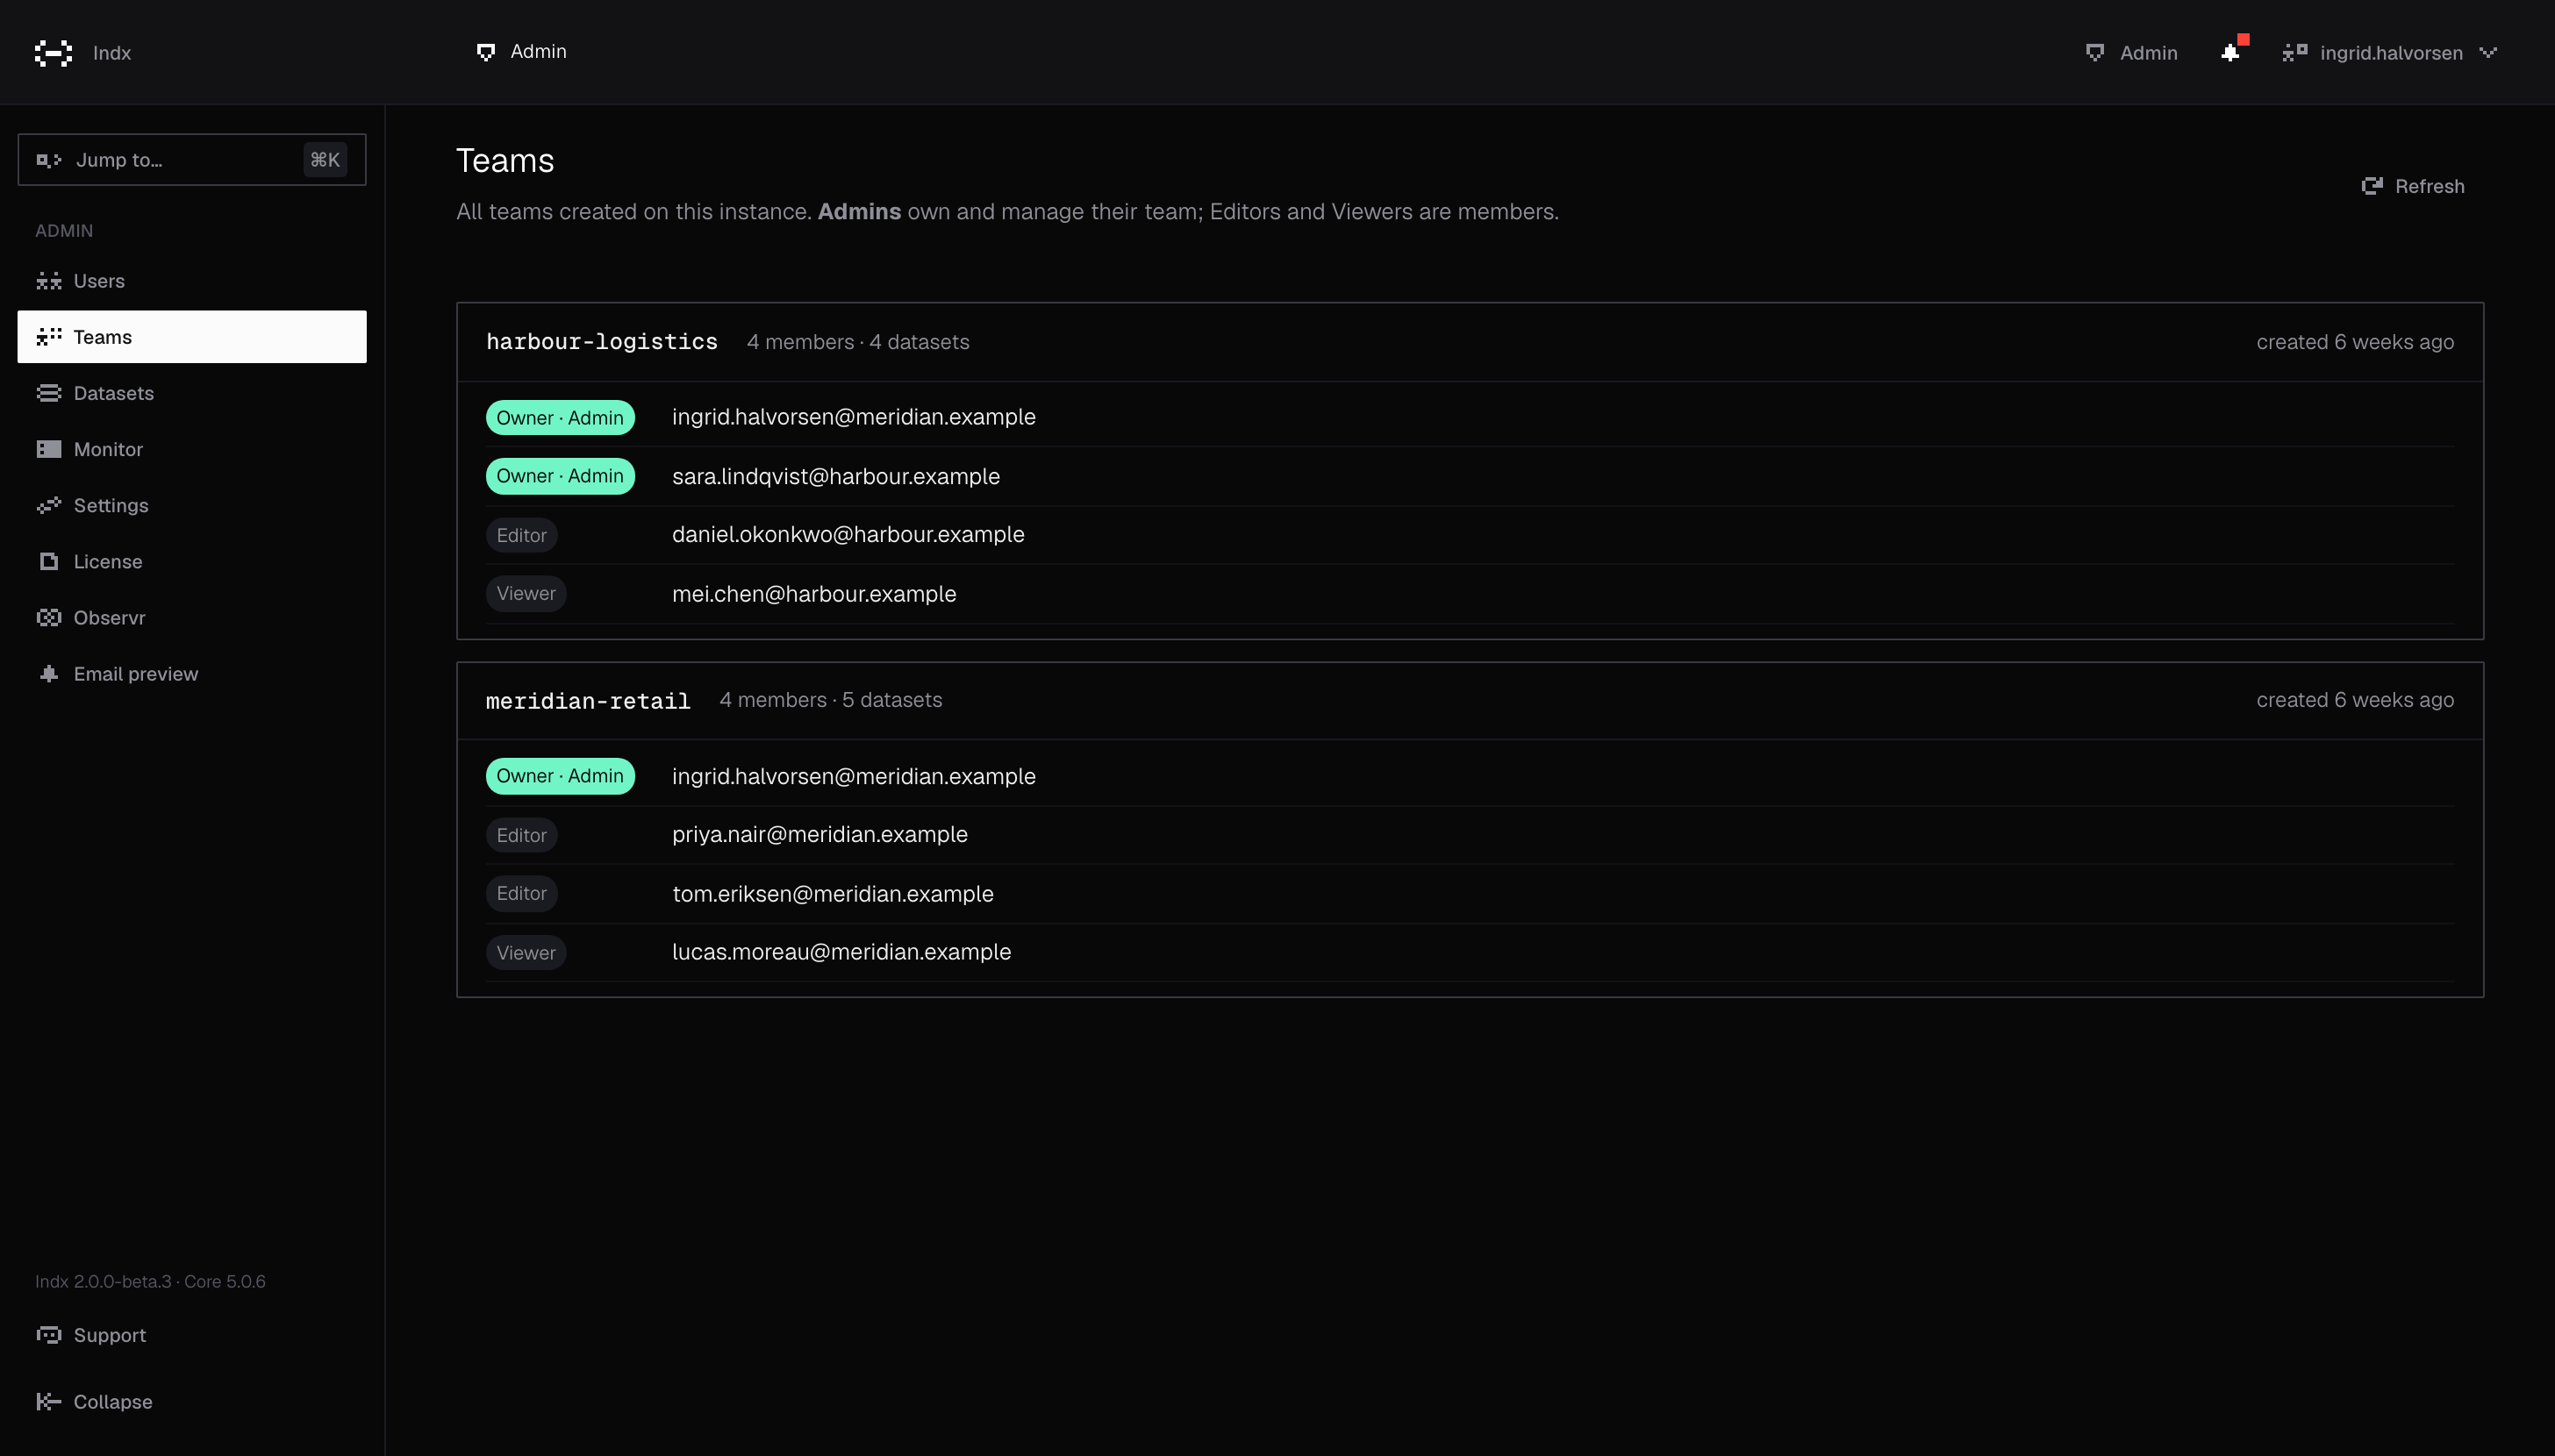 Indx
Admin
Admin
ingrid.halvorsen
Jump to...
⌘K
ADMIN
Users
Teams
Datasets
Monitor
Settings
License
Observr
Email preview
Indx 2.0.0-beta.3 · Core 5.0.6
Support
Collapse
Teams
All teams created on this instance. Admins own and manage their team; Editors and Viewers are members.
Refresh
harbour-logistics 4 members · 4 datasets created 6 weeks ago
Owner · Admin ingrid.halvorsen@meridian.example
Owner · Admin sara.lindqvist@harbour.example
Editor daniel.okonkwo@harbour.example
Viewer mei.chen@harbour.example
meridian-retail 4 members · 5 datasets created 6 weeks ago
Owner · Admin ingrid.halvorsen@meridian.example
Editor priya.nair@meridian.example
Editor tom.eriksen@meridian.example
Viewer lucas.moreau@meridian.example